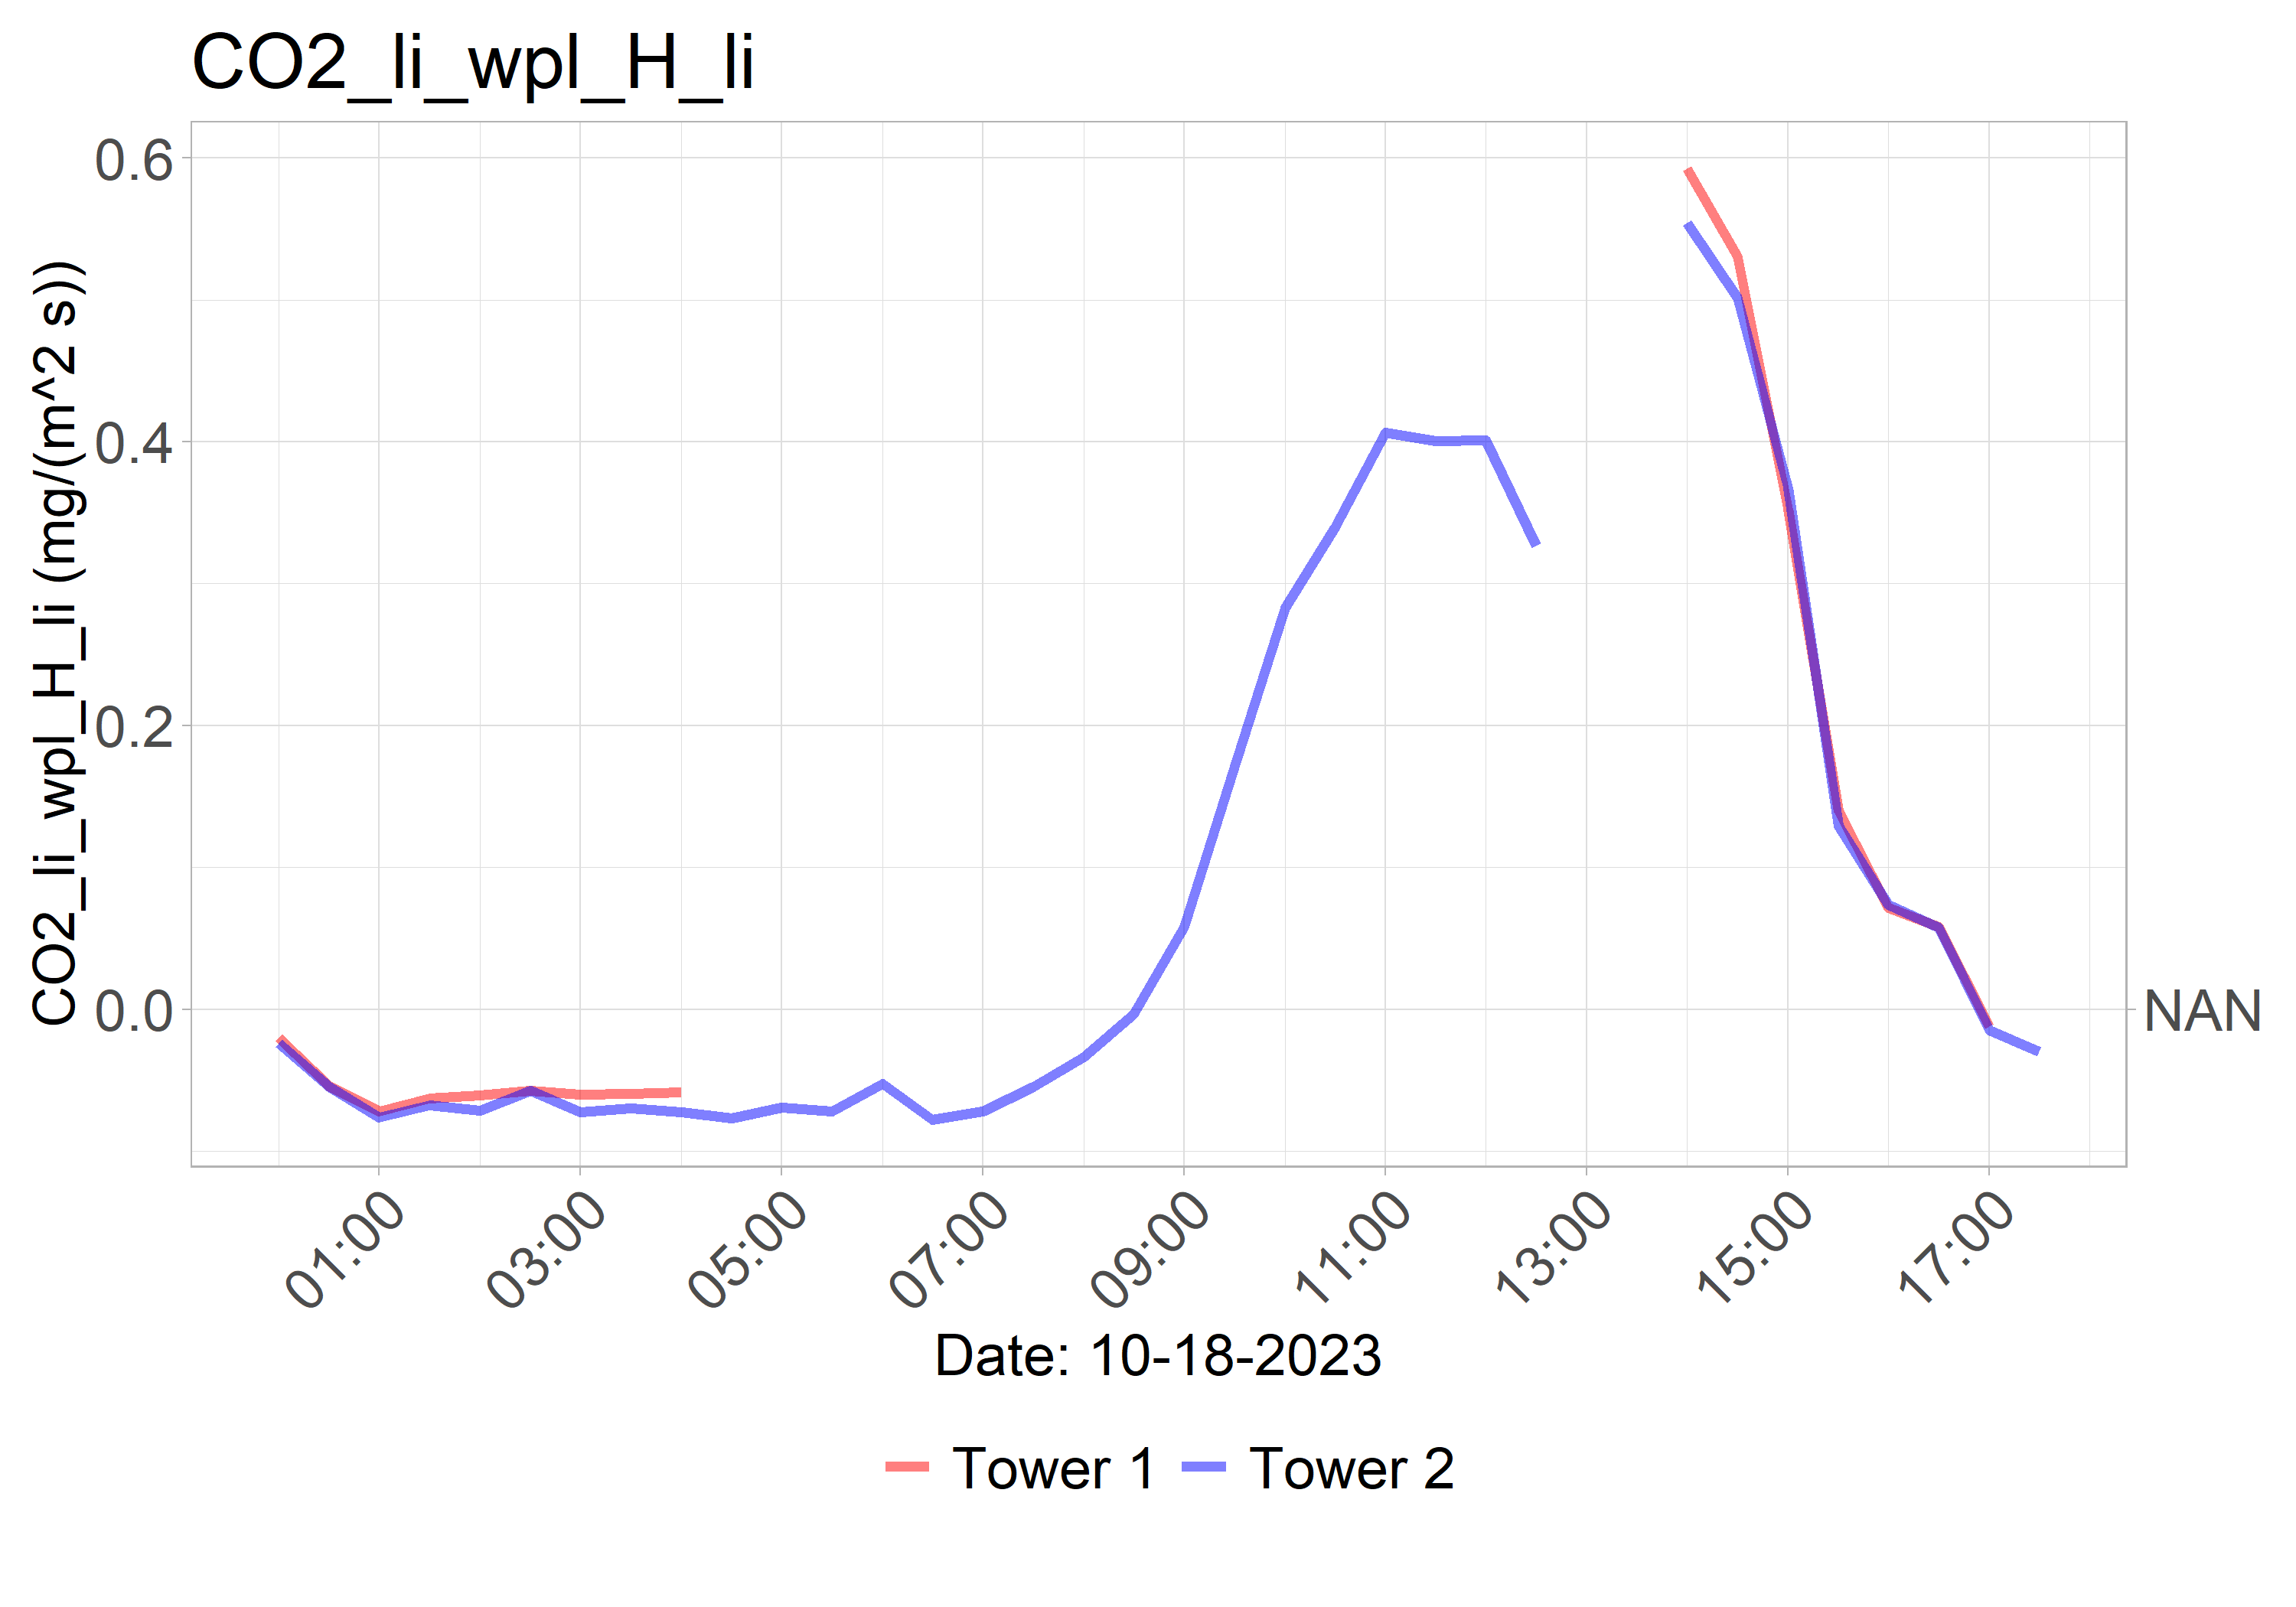 CO2_li_wpl_H_li
CO2_li_wpl_H_li (mg/(m^2 s))
0.6
0.4
0.2
0.0
NAN
01:00
03:00
05:00
07:00
09:00
11:00
13:00
15:00
17:00
Date: 10-18-2023
Tower 1
Tower 2